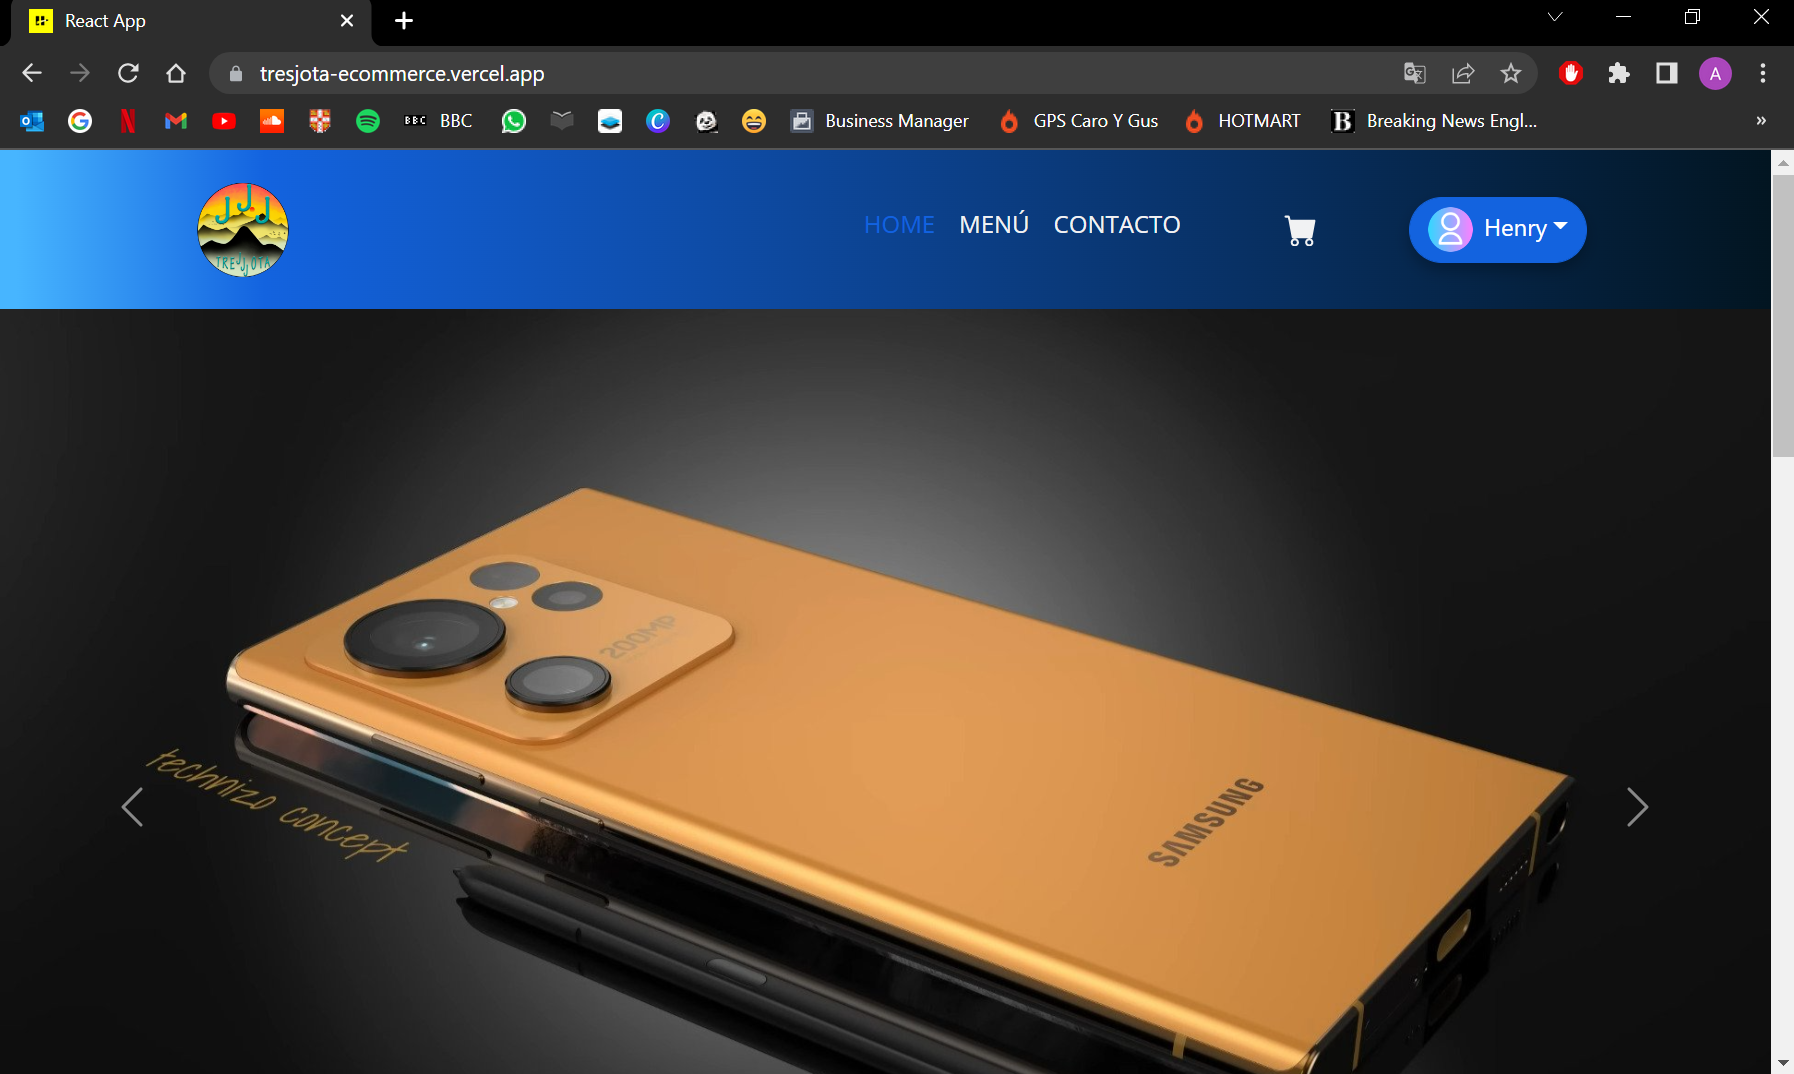 React App
tresjota-ecommerce.vercel.app
BBC BBC Business Manager GPS Caro Y Gus HOTMART B Breaking News Engl... »
A
JJJ
TRESJJJOTA
HOME MENÚ CONTACTO Henry
200MP
technizo concept
SAMSUNG